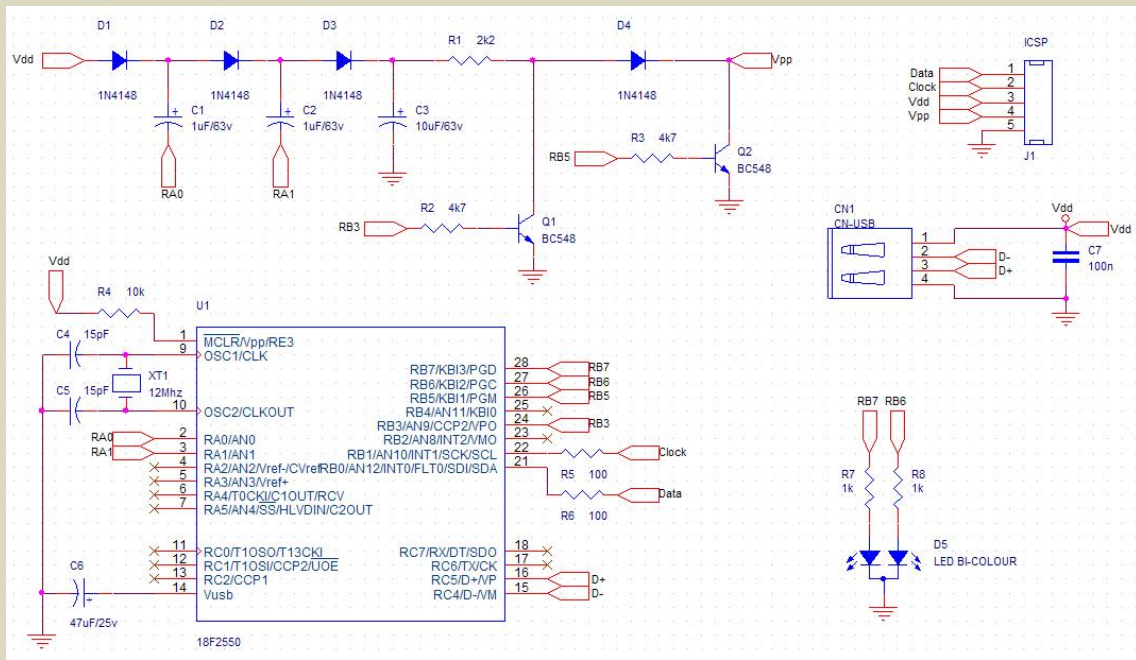 D1
D2
D3
D4
Vdd
R1 2k2
Vpp
1N4148
1N4148
1N4148
1N4148
C1
1uF/63v
C2
1uF/63v
C3
10uF/63v
RA0
RA1
RB5
R3 4k7
Q2
BC548
RB3
R2 4k7
Q1
BC548
ICSP
Data
Clock
Vdd
Vpp
1
2
3
4
5
J1
CN1
CN-USB
1
2
3
4
D-
D+
Vdd
Vdd
C7
100n
Vdd
R4 10k
U1
C4 15pF
C5 15pF
XT1
12Mhz
RA0
RA1
C6
47uF/25v
1 MCLR/Vpp/RE3
9 OSC1/CLK
10 OSC2/CLKOUT
2 RA0/AN0
3 RA1/AN1
4 RA2/AN2/Vref-/CVref
5 RA3/AN3/Vref+
6 RA4/T0CKI/C1OUT/RCV
7 RA5/AN4/SS/HLVDIN/C2OUT
11 RC0/T1OSO/T13CKI
12 RC1/T1OSI/CCP2/UOE
13 RC2/CCP1
14 Vusb
RB7/KBI3/PGD 28 RB7
RB6/KBI2/PGC 27 RB6
RB5/KBI1/PGM 26 RB5
RB4/AN11/KBI0 25
RB3/AN9/CCP2/VPO 24 RB3
RB2/AN8/INT2/VMO 23
RB1/AN10/INT1/SCK/SCL 22 Clock
RB0/AN12/INT0/FLT0/SDI/SDA 21
R5 100
Data
R6 100
RC7/RX/DT/SDO 18
RC6/TX/CK 17
RC5/D+/VP 16 D+
RC4/D-/VM 15 D-
18F2550
RB7 RB6
R7
1k
R8
1k
D5
LED BI-COLOUR